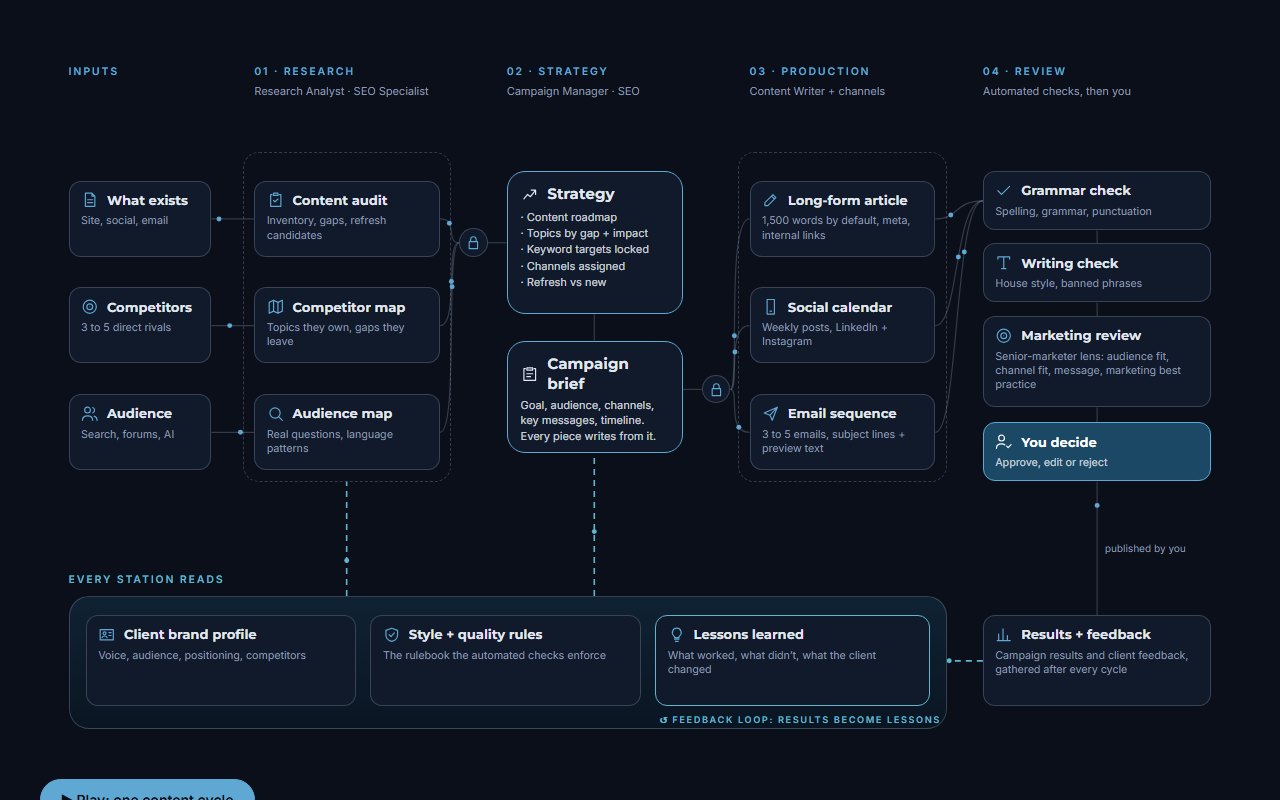 INPUTS
01 · RESEARCH
Research Analyst · SEO Specialist
02 · STRATEGY
Campaign Manager · SEO
03 · PRODUCTION
Content Writer + channels
04 · REVIEW
Automated checks, then you
What exists
Site, social, email
Competitors
3 to 5 direct rivals
Audience
Search, forums, AI
Content audit
Inventory, gaps, refresh
candidates
Competitor map
Topics they own, gaps they
leave
Audience map
Real questions, language
patterns
Strategy
· Content roadmap
· Topics by gap + impact
· Keyword targets locked
· Channels assigned
· Refresh vs new
Campaign
brief
Goal, audience, channels,
key messages, timeline.
Every piece writes from it.
Long-form article
1,500 words by default, meta,
internal links
Social calendar
Weekly posts, LinkedIn +
Instagram
Email sequence
3 to 5 emails, subject lines +
preview text
Grammar check
Spelling, grammar, punctuation
Writing check
House style, banned phrases
Marketing review
Senior-marketer lens: audience fit,
channel fit, message, marketing best
practice
You decide
Approve, edit or reject
published by you
EVERY STATION READS
Client brand profile
Voice, audience, positioning, competitors
Style + quality rules
The rulebook the automated checks enforce
Lessons learned
What worked, what didn't, what the client
changed
↺ FEEDBACK LOOP: RESULTS BECOME LESSONS
Results + feedback
Campaign results and client feedback,
gathered after every cycle
▶ Play: one content cycle